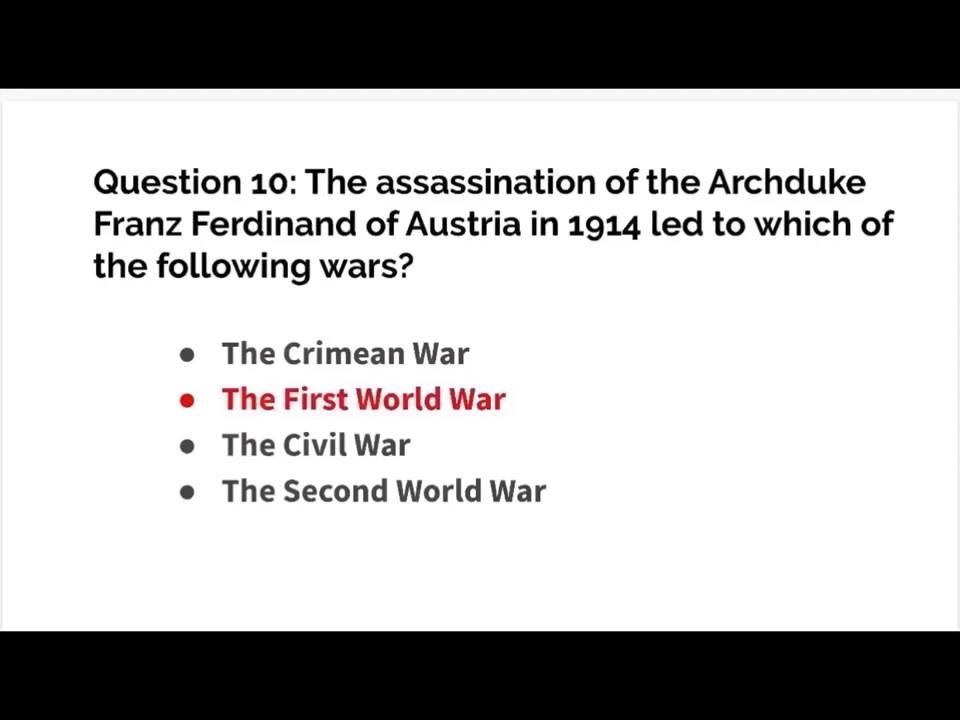 Question 10: The assassination of the Archduke
Franz Ferdinand of Austria in 1914 led to which of
the following wars?
● The Crimean War
● The First World War
● The Civil War
● The Second World War